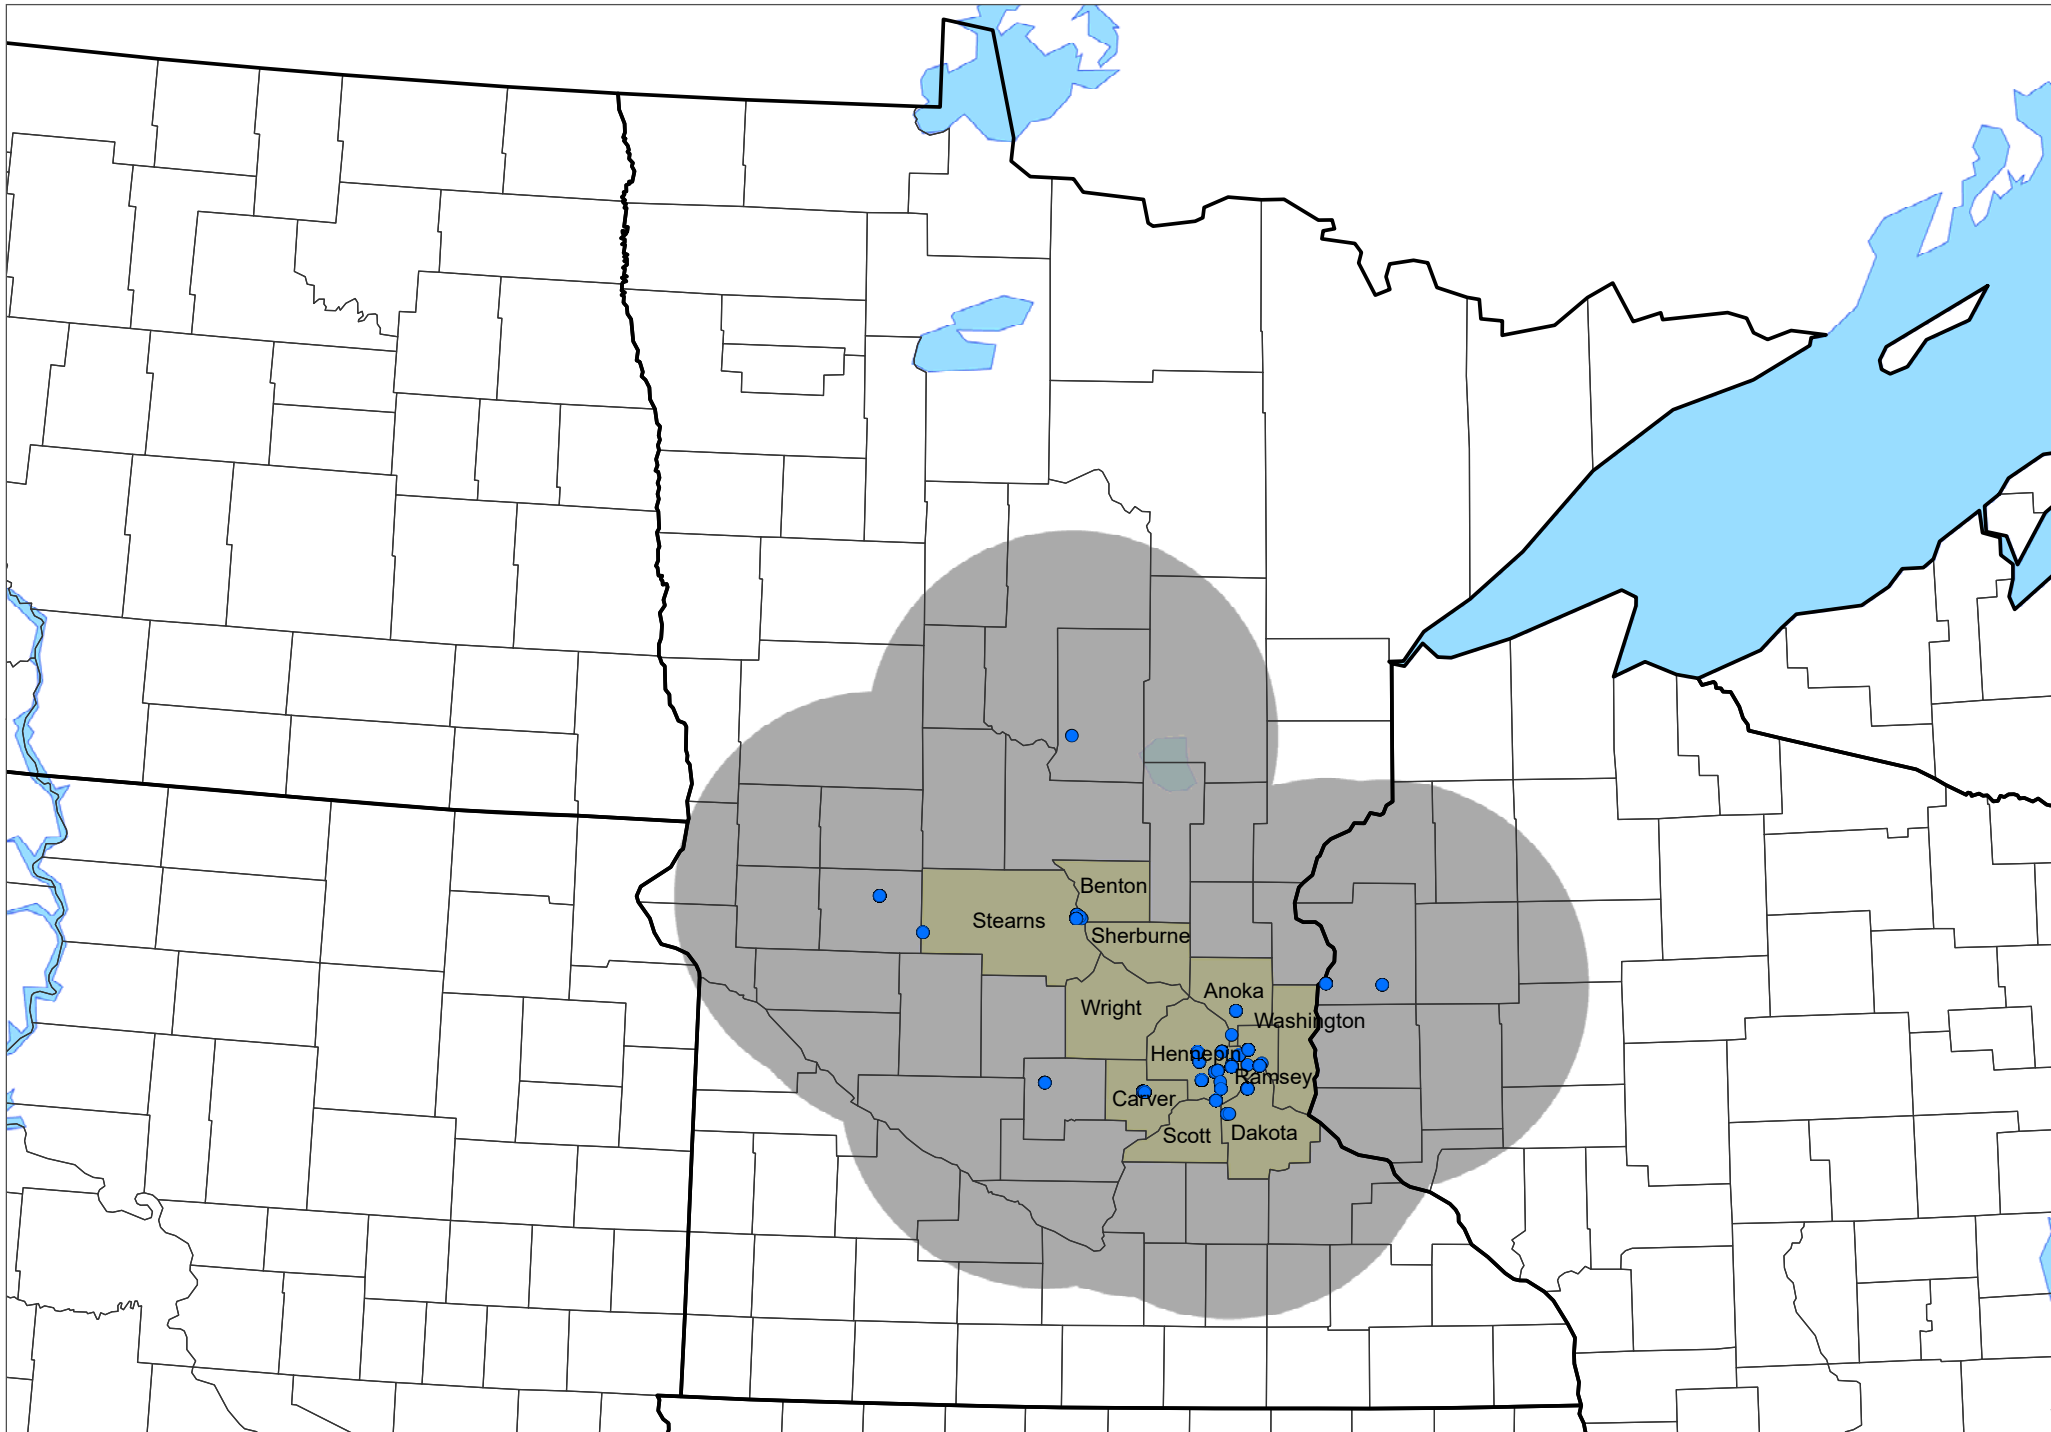 Benton
Stearns
Sherburne
Anoka
Wright
Washington
Hennepin
Ramsey
Carver
Scott
Dakota